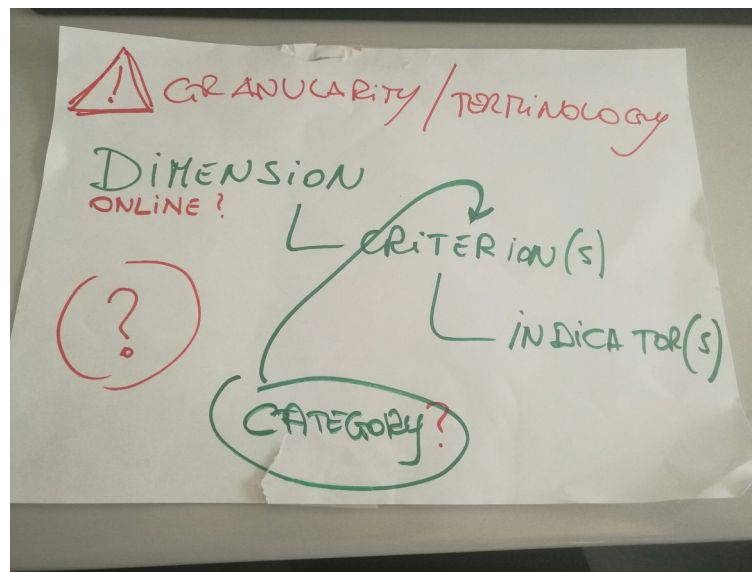 ! GRANULARITY/TERMINOLOGY
DIMENSION
ONLINE?
CRITERION(S)
?
INDICATOR(S)
CATEGORY?